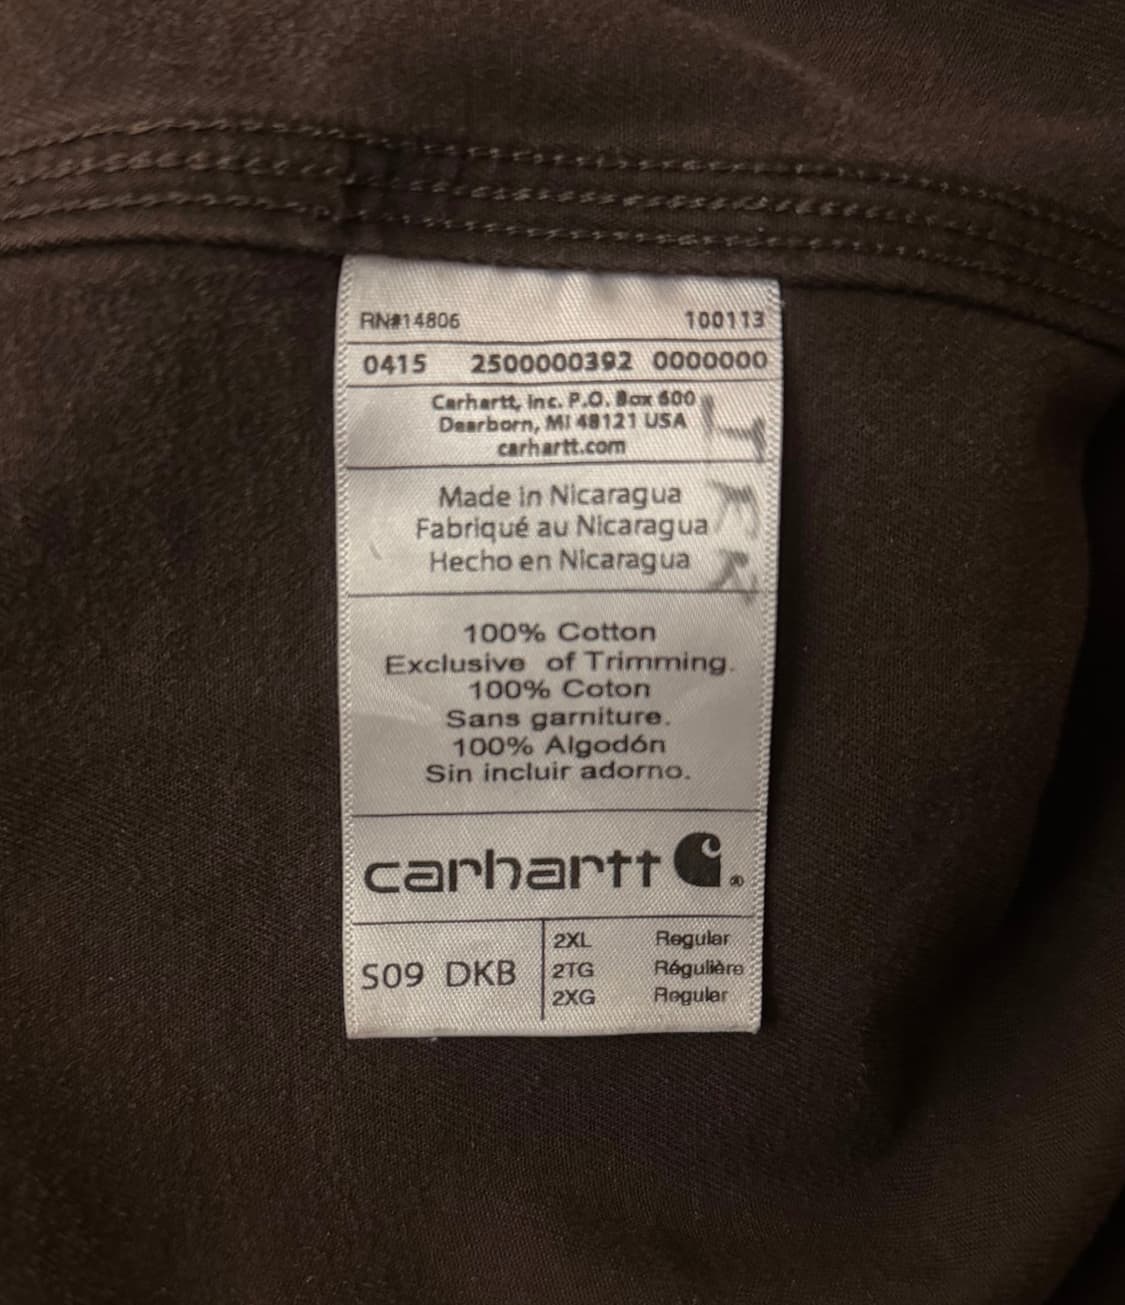 RN#14806 100113
0415 2500000392 0000000
Carhartt, Inc. P.O. Box 600
Dearborn, MI 48121 USA
carhartt.com
Made in Nicaragua
Fabriqué au Nicaragua
Hecho en Nicaragua
100% Cotton
Exclusive of Trimming.
100% Coton
Sans garniture.
100% Algodón
Sin incluir adorno.
carhartt ®
S09 DKB
2XL Regular
2TG Régulière
2XG Regular